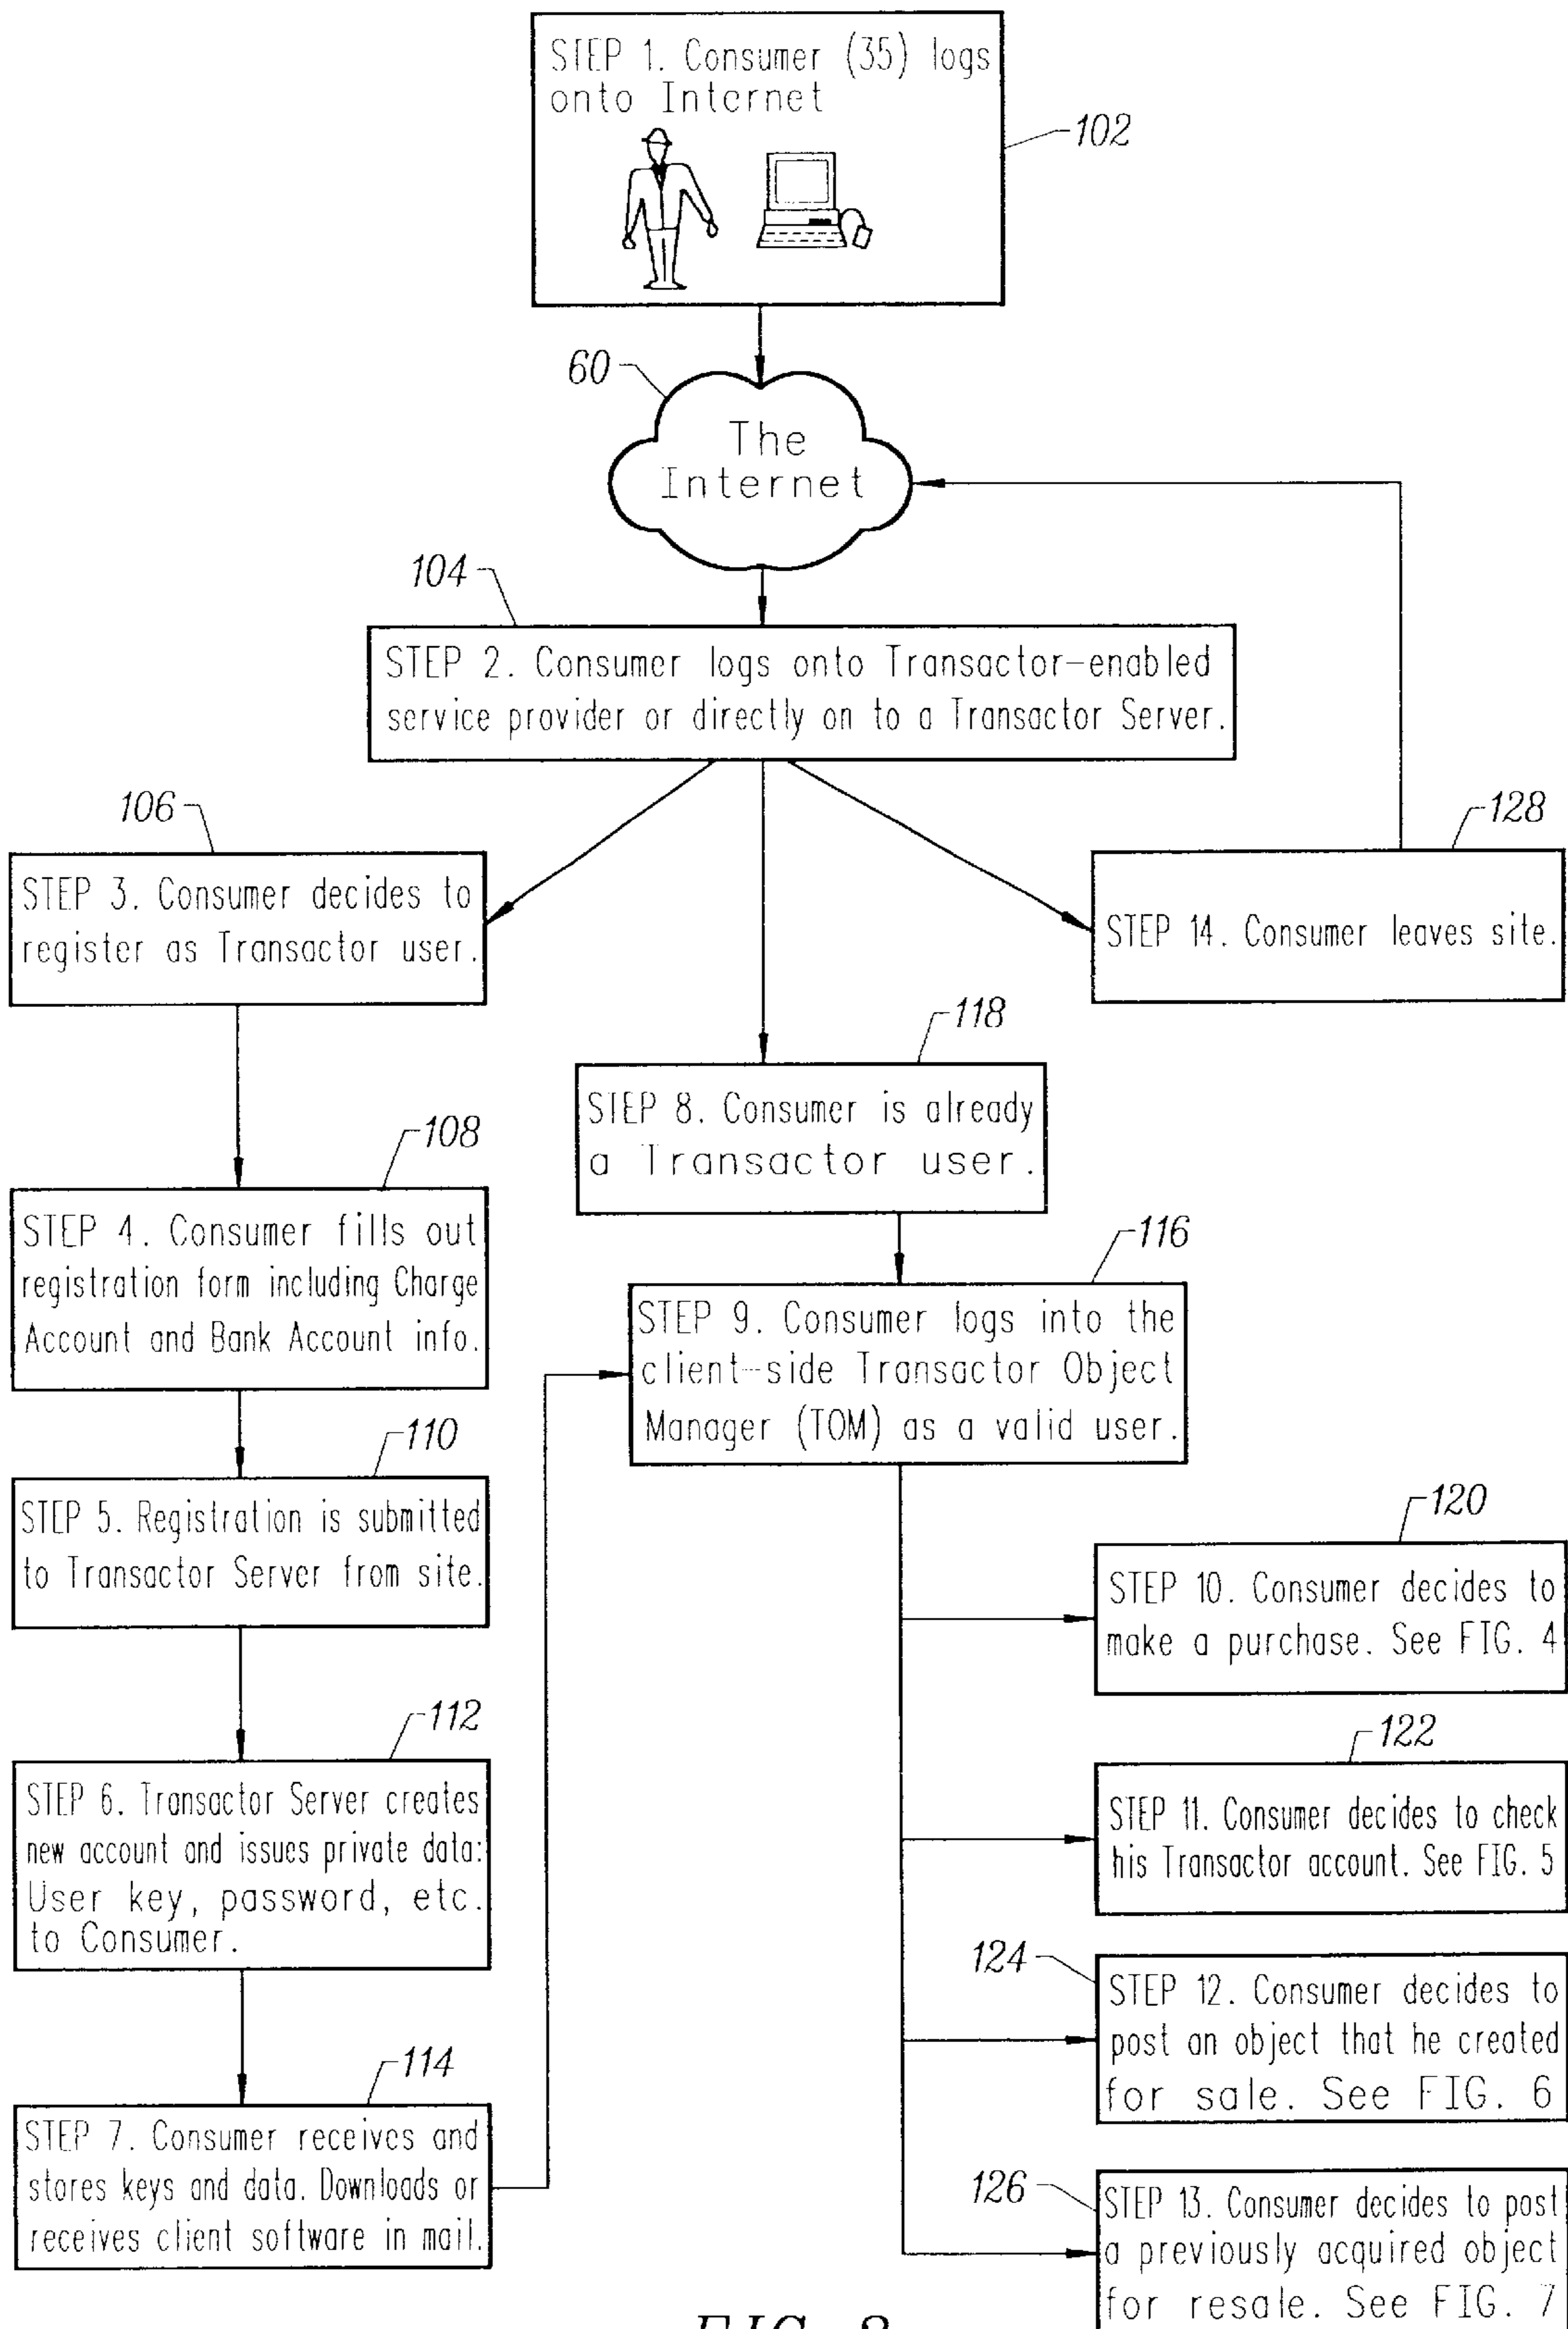 STEP 1. Consumer (35) logs
onto Internet
102
60
The
Internet
104
STEP 2. Consumer logs onto Transactor-enabled
service provider or directly on to a Transactor Server.
106
STEP 3. Consumer decides to
register as Transactor user.
128
STEP 14. Consumer leaves site.
118
STEP 8. Consumer is already
a Transactor user.
108
STEP 4. Consumer fills out
registration form including Charge
Account and Bank Account info.
116
STEP 9. Consumer logs into the
client-side Transactor Object
Manager (TOM) as a valid user.
110
STEP 5. Registration is submitted
to Transactor Server from site.
120
STEP 10. Consumer decides to
make a purchase. See FIG. 4
112
STEP 6. Transactor Server creates
new account and issues private data:
User key, password, etc.
to Consumer.
122
STEP 11. Consumer decides to check
his Transactor account. See FIG. 5
124
STEP 12. Consumer decides to
post an object that he created
for sale. See FIG. 6
114
STEP 7. Consumer receives and
stores keys and data. Downloads or
receives client software in mail.
126
STEP 13. Consumer decides to post
a previously acquired object
for resale. See FIG. 7